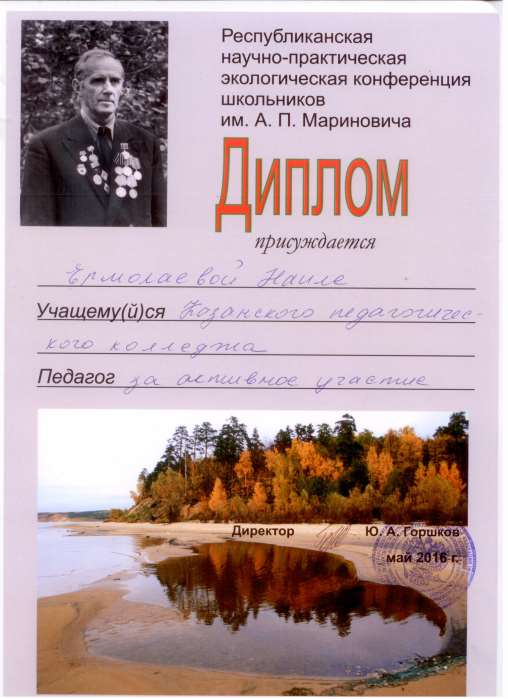 Республиканская
научно-практическая
экологическая конференция
школьников
им. А. П. Мариновича
Диплом
присуждается
Ермолаевой Наиле
Учащему(й)ся Казанского педагогичес-
кого колледжа
Педагог за активное участие
Директор Ю. А. Горшков
май 2016 г.